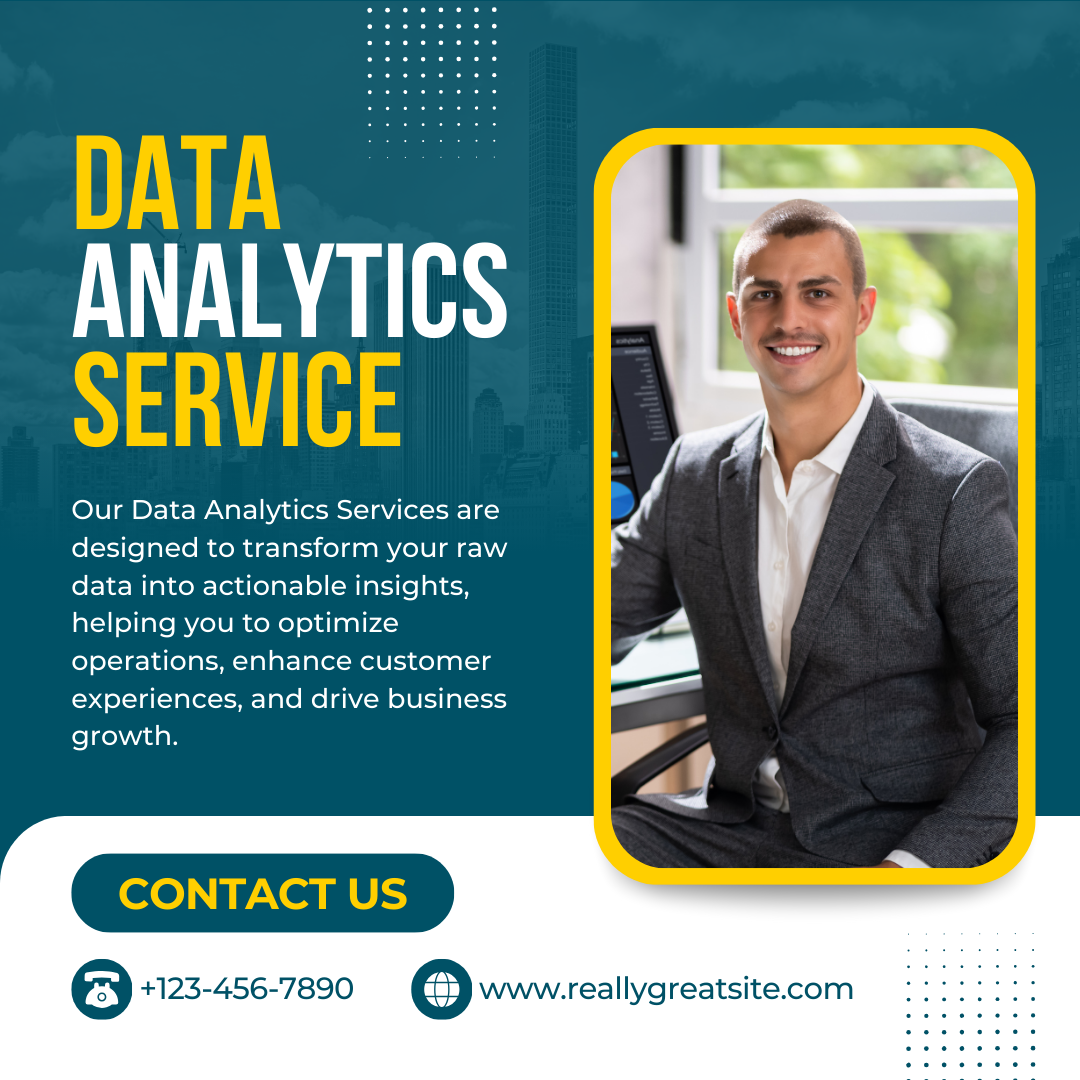 DATA
ANALYTICS
SERVICE
Our Data Analytics Services are
designed to transform your raw
data into actionable insights,
helping you to optimize
operations, enhance customer
experiences, and drive business
growth.
CONTACT US
+123-456-7890
www.reallygreatsite.com